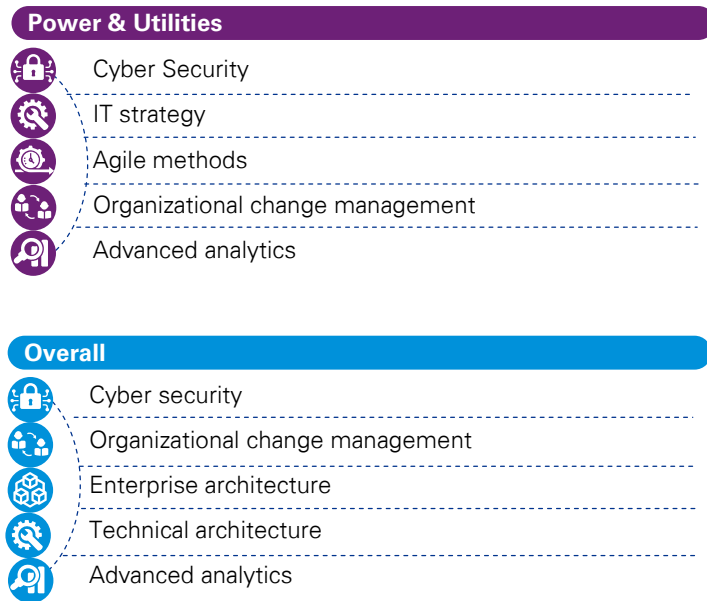 Power & Utilities
Cyber Security
IT strategy
Agile methods
Organizational change management
Advanced analytics
Overall
Cyber security
Organizational change management
Enterprise architecture
Technical architecture
Advanced analytics